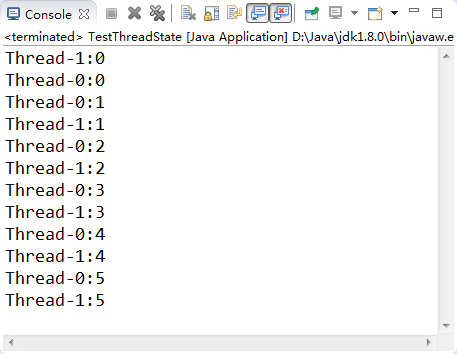 Console
<terminated> TestThreadState [Java Application] D:\Java\jdk1.8.0\bin\javaw.e
Thread-1:0
Thread-0:0
Thread-0:1
Thread-1:1
Thread-0:2
Thread-1:2
Thread-0:3
Thread-1:3
Thread-0:4
Thread-1:4
Thread-0:5
Thread-1:5